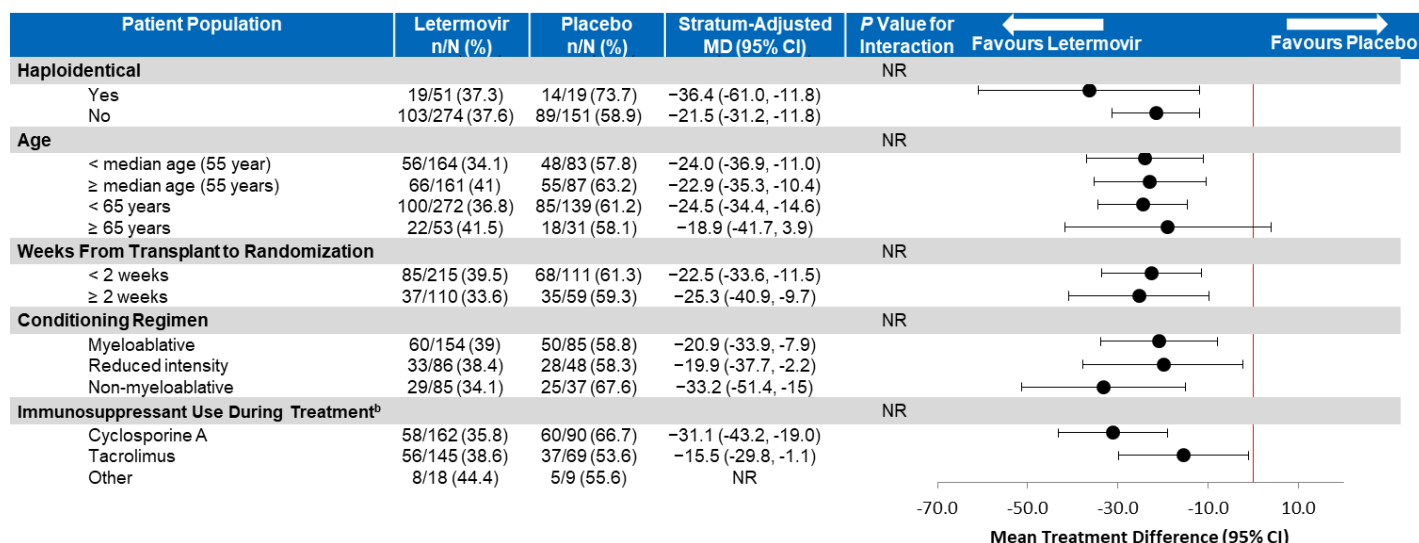 Patient Population Letermovir n/N (%) Placebo n/N (%) Stratum-Adjusted MD (95% CI) P Value for Interaction Favours Letermovir Favours Placebo
Haploidentical NR
Yes 19/51 (37.3) 14/19 (73.7) −36.4 (-61.0, -11.8)
No 103/274 (37.6) 89/151 (58.9) −21.5 (-31.2, -11.8)
Age NR
< median age (55 year) 56/164 (34.1) 48/83 (57.8) −24.0 (-36.9, -11.0)
≥ median age (55 years) 66/161 (41) 55/87 (63.2) −22.9 (-35.3, -10.4)
< 65 years 100/272 (36.8) 85/139 (61.2) −24.5 (-34.4, -14.6)
≥ 65 years 22/53 (41.5) 18/31 (58.1) −18.9 (-41.7, 3.9)
Weeks From Transplant to Randomization NR
< 2 weeks 85/215 (39.5) 68/111 (61.3) −22.5 (-33.6, -11.5)
≥ 2 weeks 37/110 (33.6) 35/59 (59.3) −25.3 (-40.9, -9.7)
Conditioning Regimen NR
Myeloablative 60/154 (39) 50/85 (58.8) −20.9 (-33.9, -7.9)
Reduced intensity 33/86 (38.4) 28/48 (58.3) −19.9 (-37.7, -2.2)
Non-myeloablative 29/85 (34.1) 25/37 (67.6) −33.2 (-51.4, -15)
Immunosuppressant Use During Treatmentᵇ NR
Cyclosporine A 58/162 (35.8) 60/90 (66.7) −31.1 (-43.2, -19.0)
Tacrolimus 56/145 (38.6) 37/69 (53.6) −15.5 (-29.8, -1.1)
Other 8/18 (44.4) 5/9 (55.6) NR
-70.0 -50.0 -30.0 -10.0 10.0
Mean Treatment Difference (95% CI)